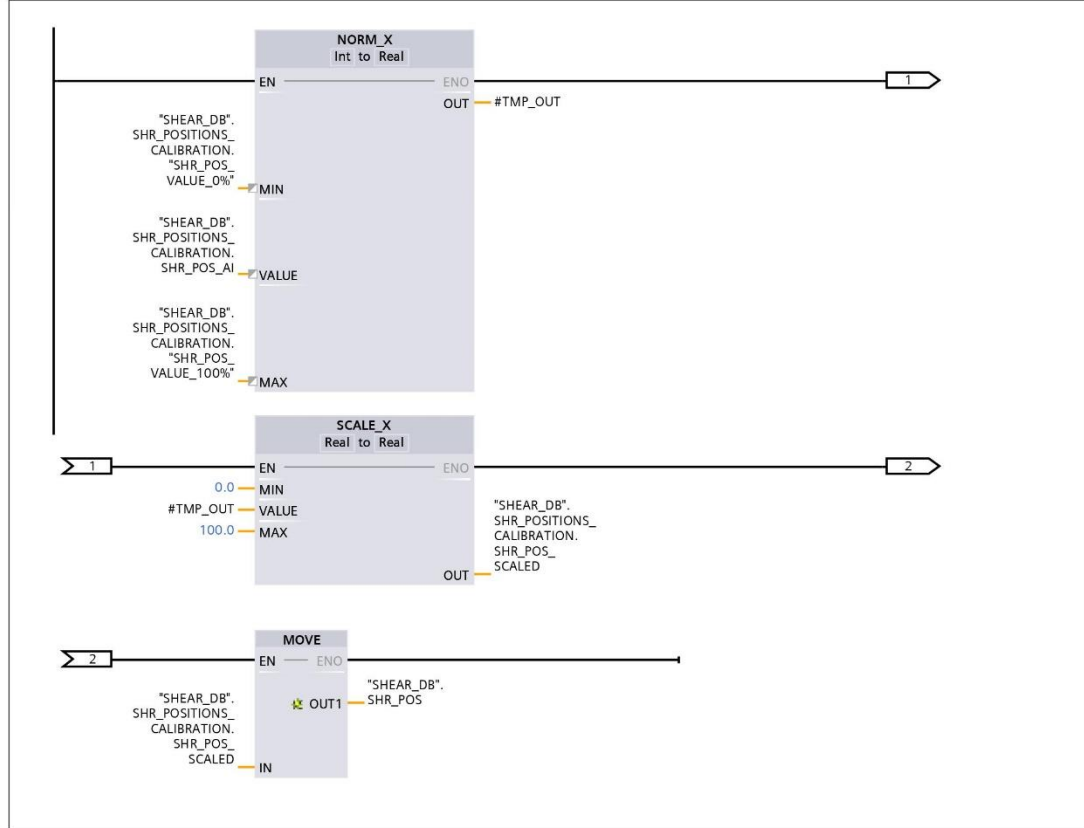 NORM_X
Int to Real
EN ENO
1
OUT #TMP_OUT
"SHEAR_DB".
SHR_POSITIONS_
CALIBRATION.
"SHR_POS_
VALUE_0%"
MIN
"SHEAR_DB".
SHR_POSITIONS_
CALIBRATION.
SHR_POS_AI
VALUE
"SHEAR_DB".
SHR_POSITIONS_
CALIBRATION.
"SHR_POS_
VALUE_100%"
MAX
SCALE_X
Real to Real
1
EN ENO
2
0.0 MIN
#TMP_OUT VALUE
100.0 MAX
"SHEAR_DB".
SHR_POSITIONS_
CALIBRATION.
SHR_POS_
SCALED
OUT
MOVE
2
EN ENO
"SHEAR_DB".
SHR_POS
OUT1
"SHEAR_DB".
SHR_POSITIONS_
CALIBRATION.
SHR_POS_
SCALED
IN